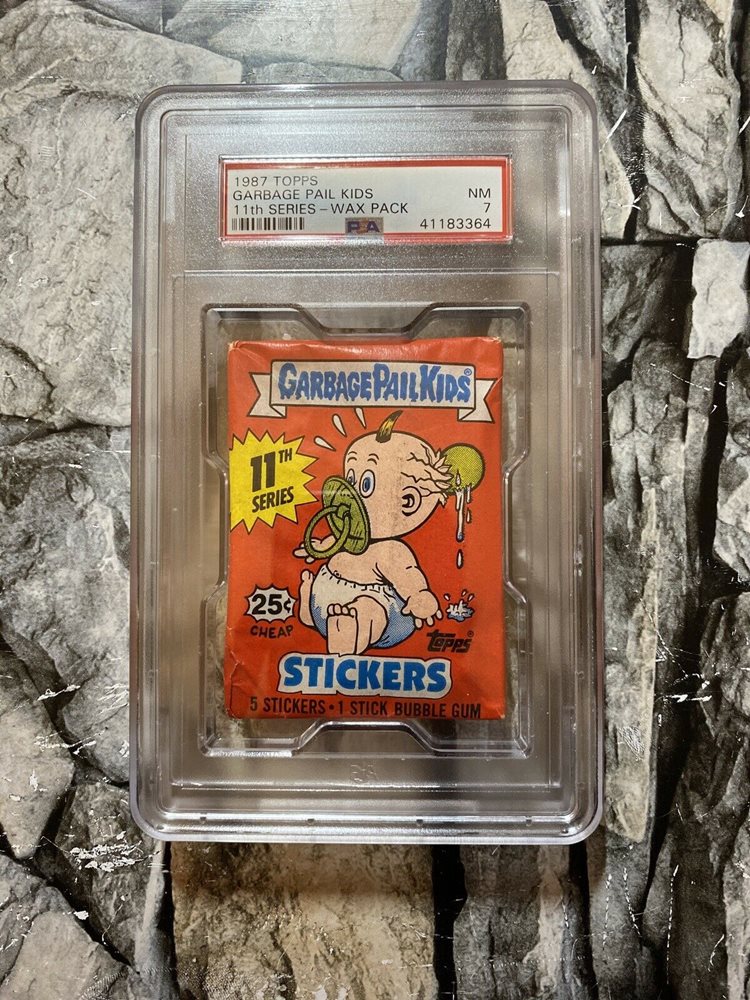 1987 TOPPS
GARBAGE PAIL KIDS NM
11th SERIES - WAX PACK 7
PSA 41183364
GARBAGE PAIL KIDS®
11TH
SERIES
25¢
CHEAP
topps®
STICKERS
5 STICKERS • 1 STICK BUBBLE GUM